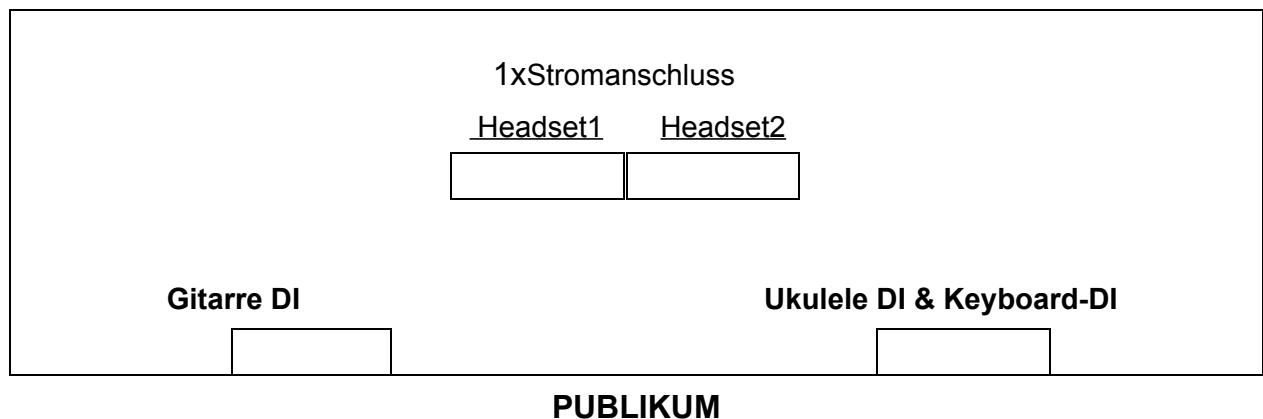 1xStromanschluss
Headset1 Headset2
Gitarre DI Ukulele DI & Keyboard-DI
PUBLIKUM